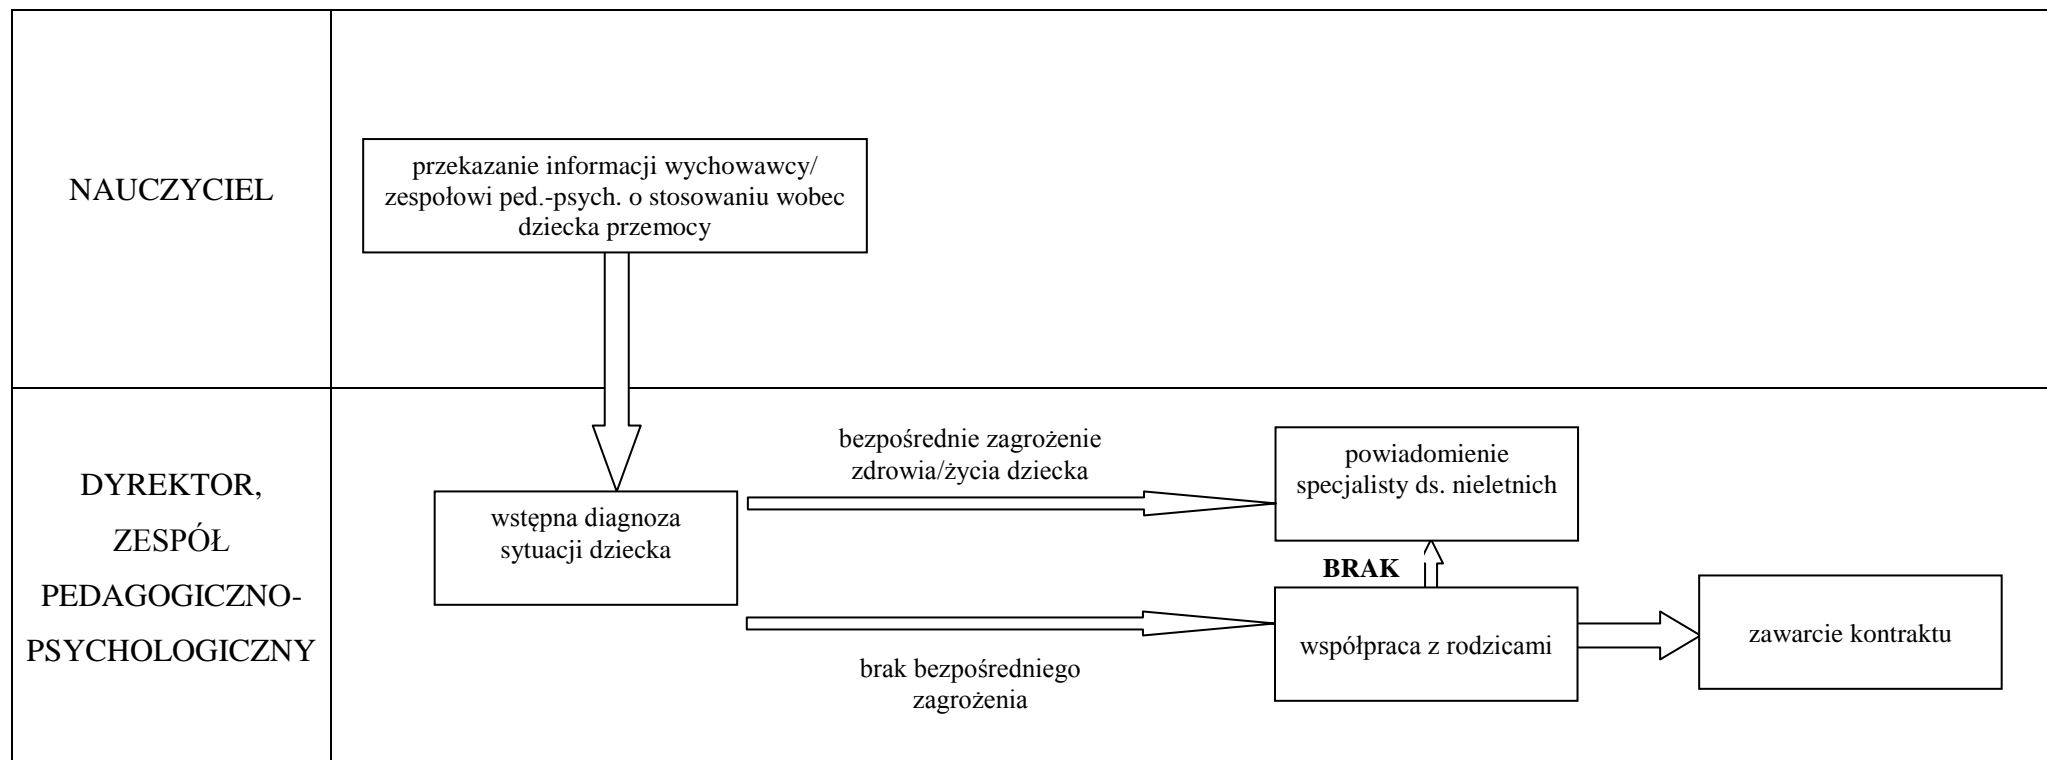 NAUCZYCIEL
przekazanie informacji wychowawcy/
zespołowi ped.-psych. o stosowaniu wobec
dziecka przemocy
DYREKTOR,
ZESPÓŁ
PEDAGOGICZNO-
PSYCHOLOGICZNY
wstępna diagnoza
sytuacji dziecka
bezpośrednie zagrożenie
zdrowia/życia dziecka
powiadomienie
specjalisty ds. nieletnich
BRAK
brak bezpośredniego
zagrożenia
współpraca z rodzicami
zawarcie kontraktu